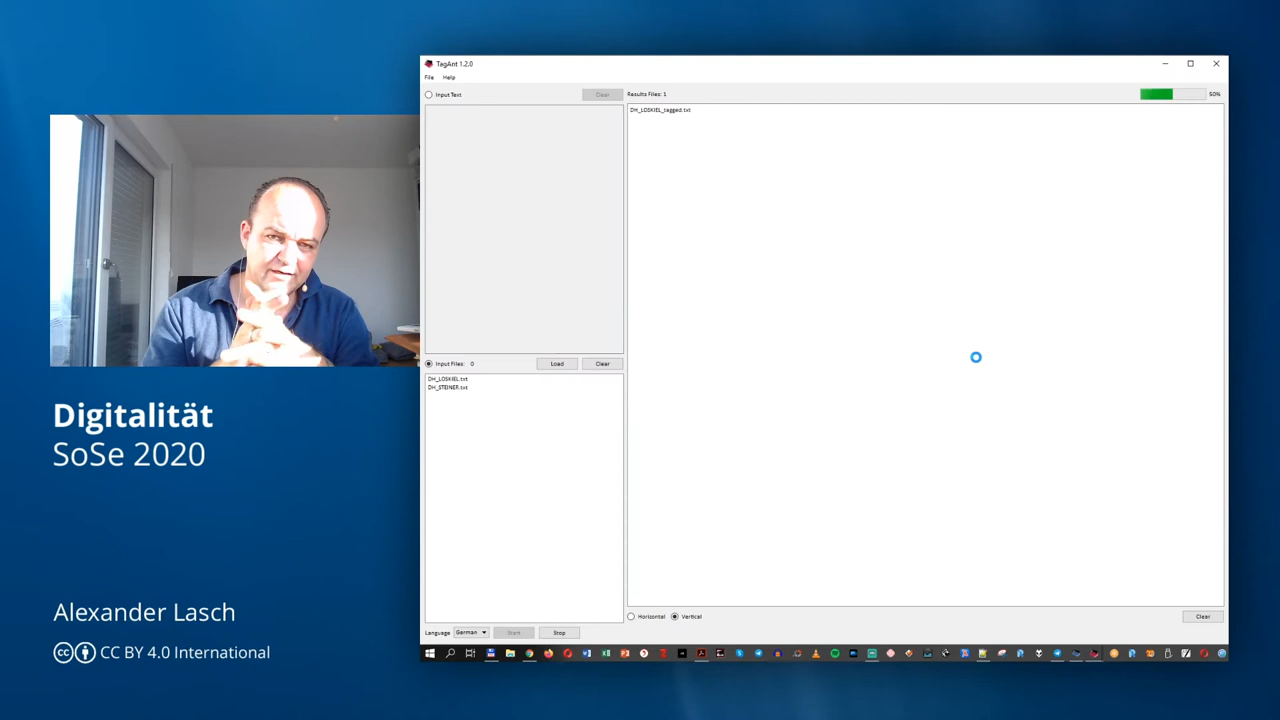 TagAnt 1.2.0
File Help
Input Text Clear
Results Files: 1 50%
DH_LOSKIEL_tagged.txt
Input Files: 0 Load Clear
DH_LOSKIEL.txt
DH_STEINER.txt
Horizontal Vertical Clear
Language German Start Stop
Digitalität
SoSe 2020
Alexander Lasch
CC BY 4.0 International